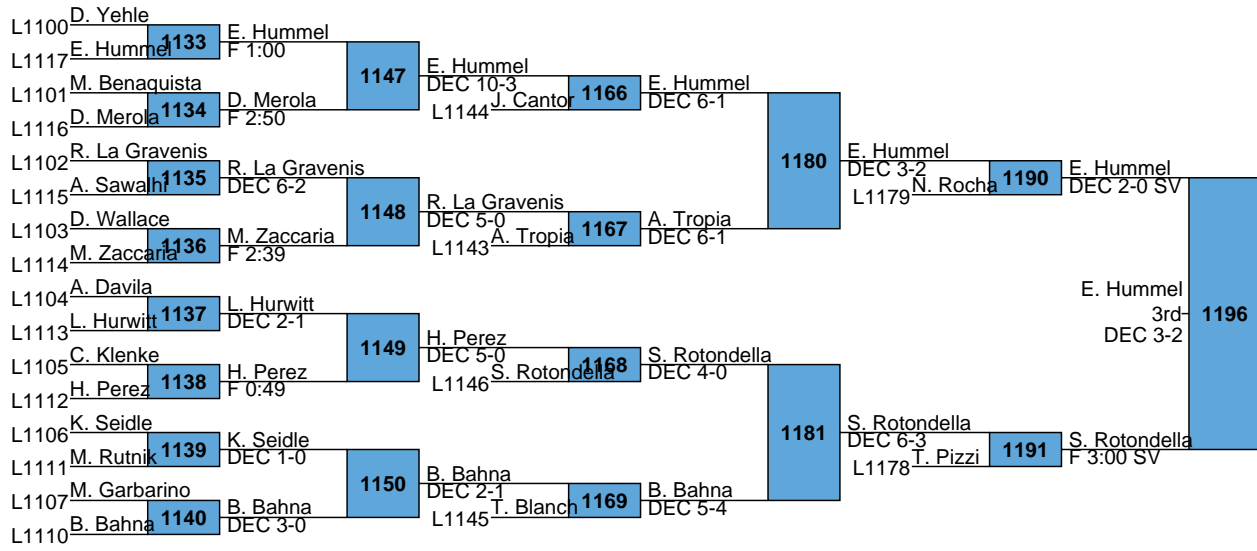 D. Yehle
L1100
1133
E. Hummel
F 1:00
E. Hummel
L1117
1147
E. Hummel
DEC 10-3
M. Benaquista
L1101
1134
D. Merola
F 2:50
D. Merola
L1116
J. Cantor
L1144
1166
E. Hummel
DEC 6-1
R. La Gravenis
L1102
1135
R. La Gravenis
DEC 6-2
A. Sawalhi
L1115
1148
R. La Gravenis
DEC 5-0
D. Wallace
L1103
1136
M. Zaccaria
F 2:39
M. Zaccaria
L1114
A. Tropia
L1143
1167
A. Tropia
DEC 6-1
1180
E. Hummel
DEC 3-2
N. Rocha
L1179
1190
E. Hummel
DEC 2-0 SV
A. Davila
L1104
1137
L. Hurwitt
DEC 2-1
L. Hurwitt
L1113
1149
H. Perez
DEC 5-0
C. Klenke
L1105
1138
H. Perez
F 0:49
H. Perez
L1112
S. Rotondella
L1146
1168
S. Rotondella
DEC 4-0
K. Seidle
L1106
1139
K. Seidle
DEC 1-0
M. Rutnik
L1111
1150
B. Bahna
DEC 2-1
M. Garbarino
L1107
1140
B. Bahna
DEC 3-0
B. Bahna
L1110
T. Blanch
L1145
1169
B. Bahna
DEC 5-4
1181
S. Rotondella
DEC 6-3
T. Pizzi
L1178
1191
S. Rotondella
F 3:00 SV
1196
E. Hummel
3rd
DEC 3-2